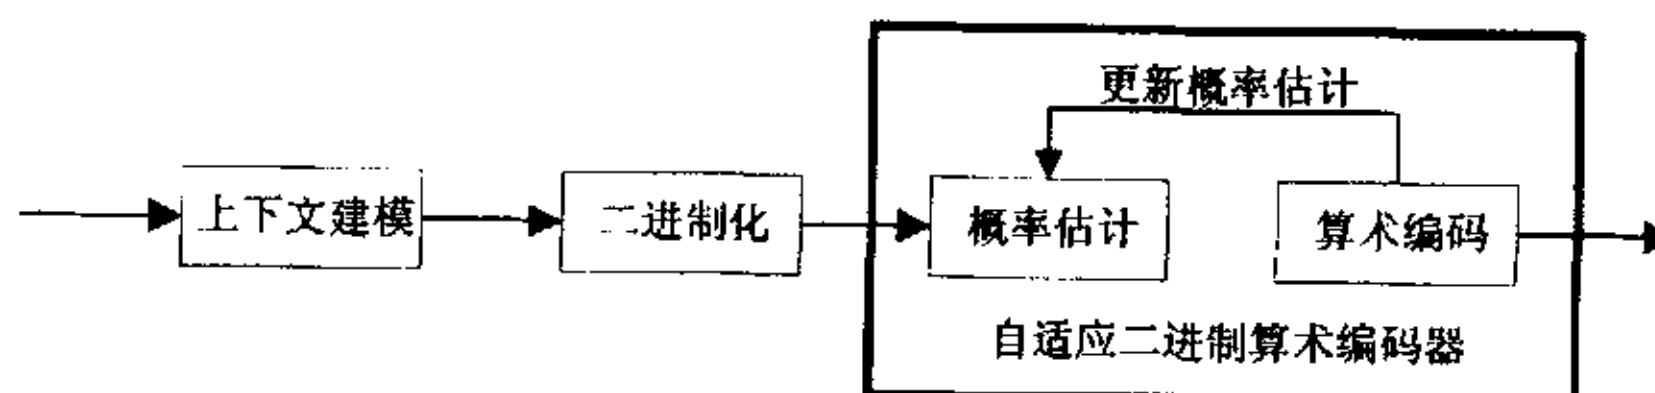 更新概率估计
上下文建模
二进制化
概率估计
算术编码
自适应二进制算术编码器